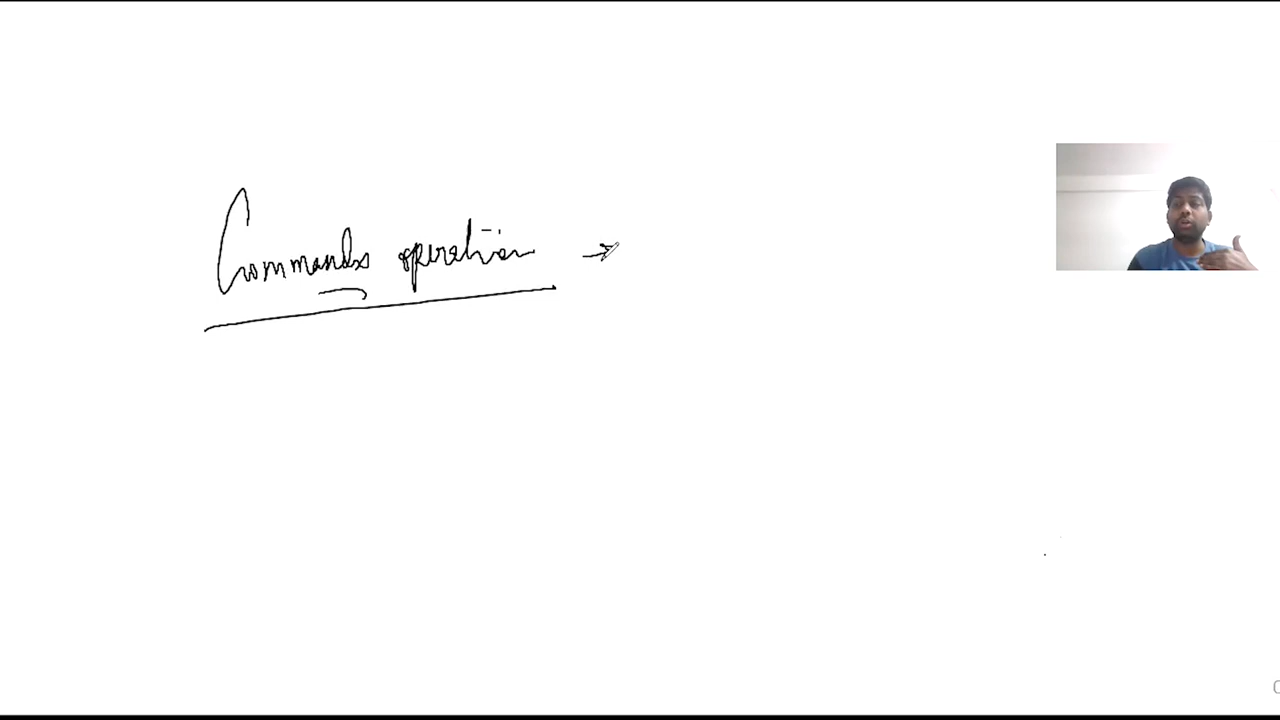 Commands operation →